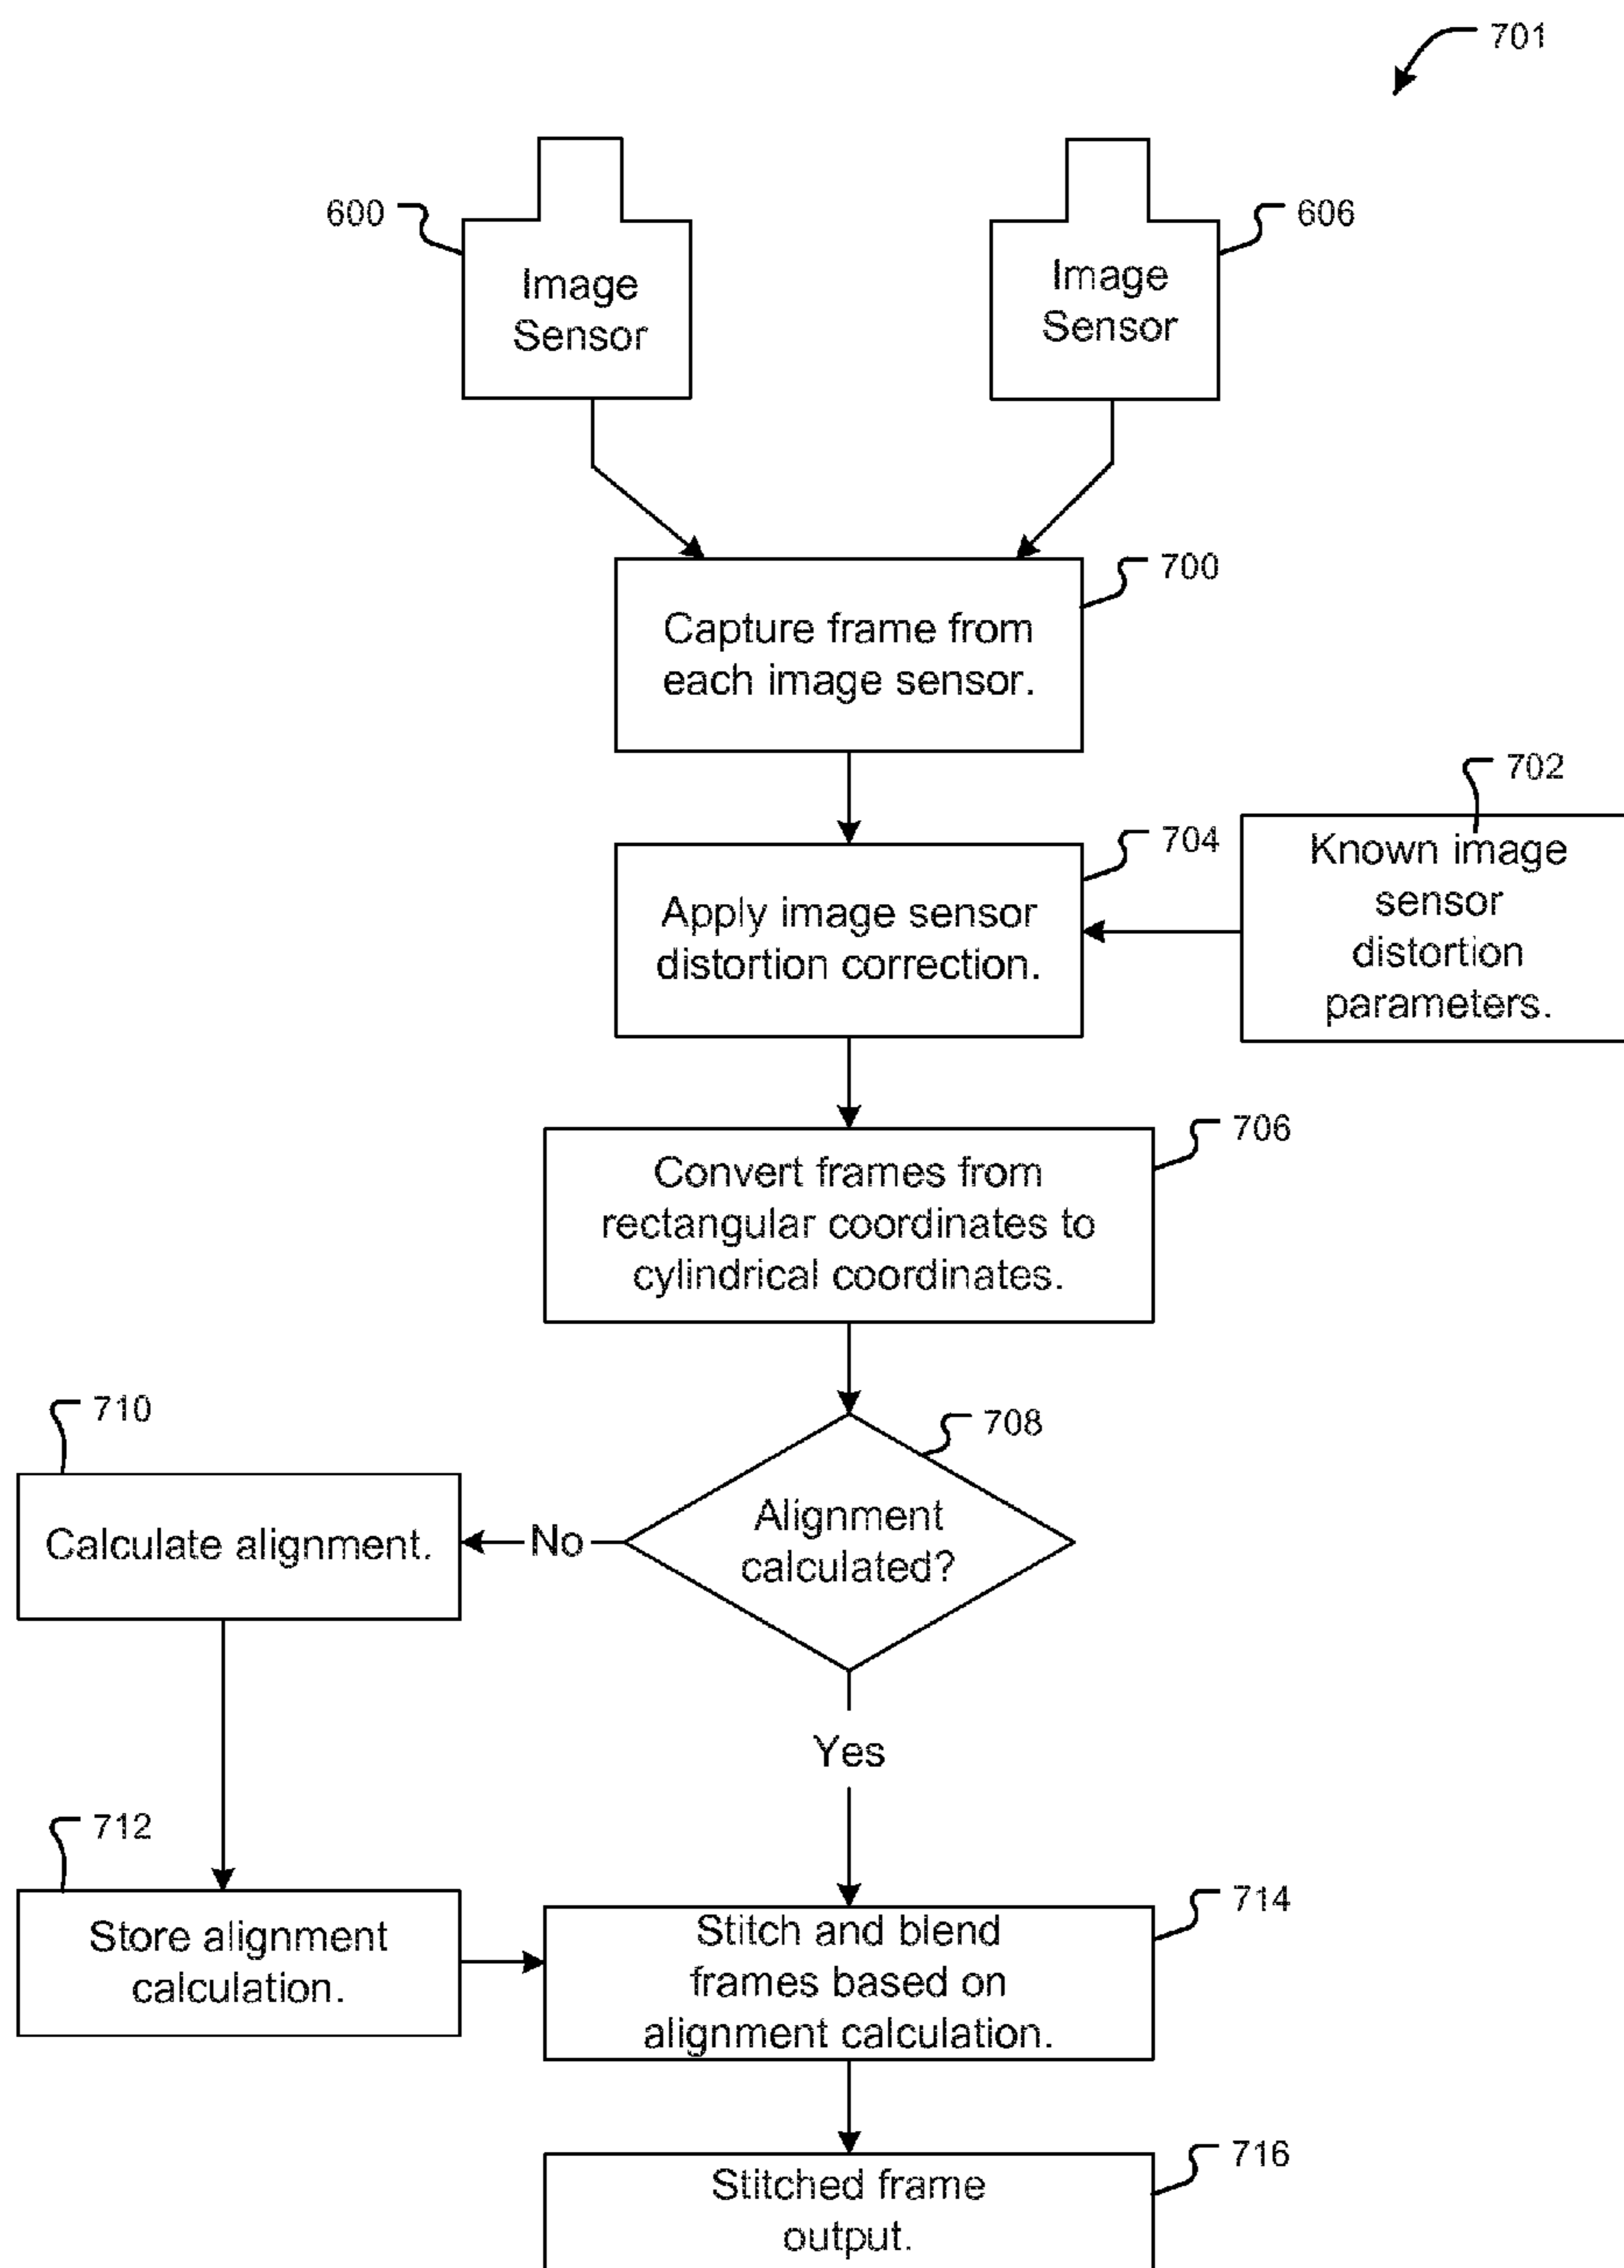 701
600
Image
Sensor
606
Image
Sensor
700
Capture frame from
each image sensor.
702
Known image
sensor
distortion
parameters.
704
Apply image sensor
distortion correction.
706
Convert frames from
rectangular coordinates to
cylindrical coordinates.
708
Alignment
calculated?
No
710
Calculate alignment.
Yes
712
Store alignment
calculation.
714
Stitch and blend
frames based on
alignment calculation.
716
Stitched frame
output.